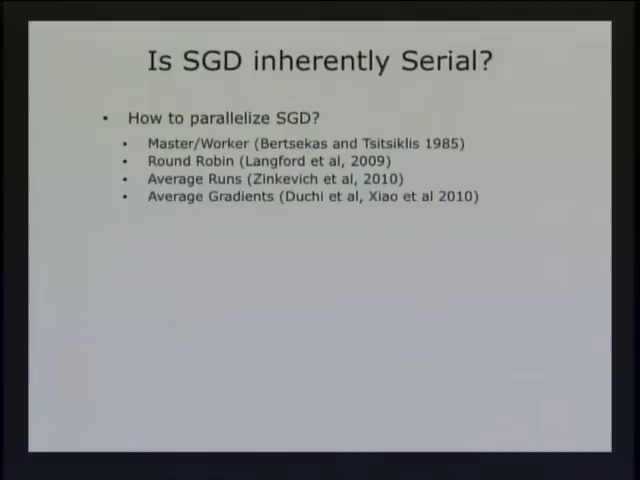 Is SGD inherently Serial?
• How to parallelize SGD?
• Master/Worker (Bertsekas and Tsitsiklis 1985)
• Round Robin (Langford et al, 2009)
• Average Runs (Zinkevich et al, 2010)
• Average Gradients (Duchi et al, Xiao et al 2010)